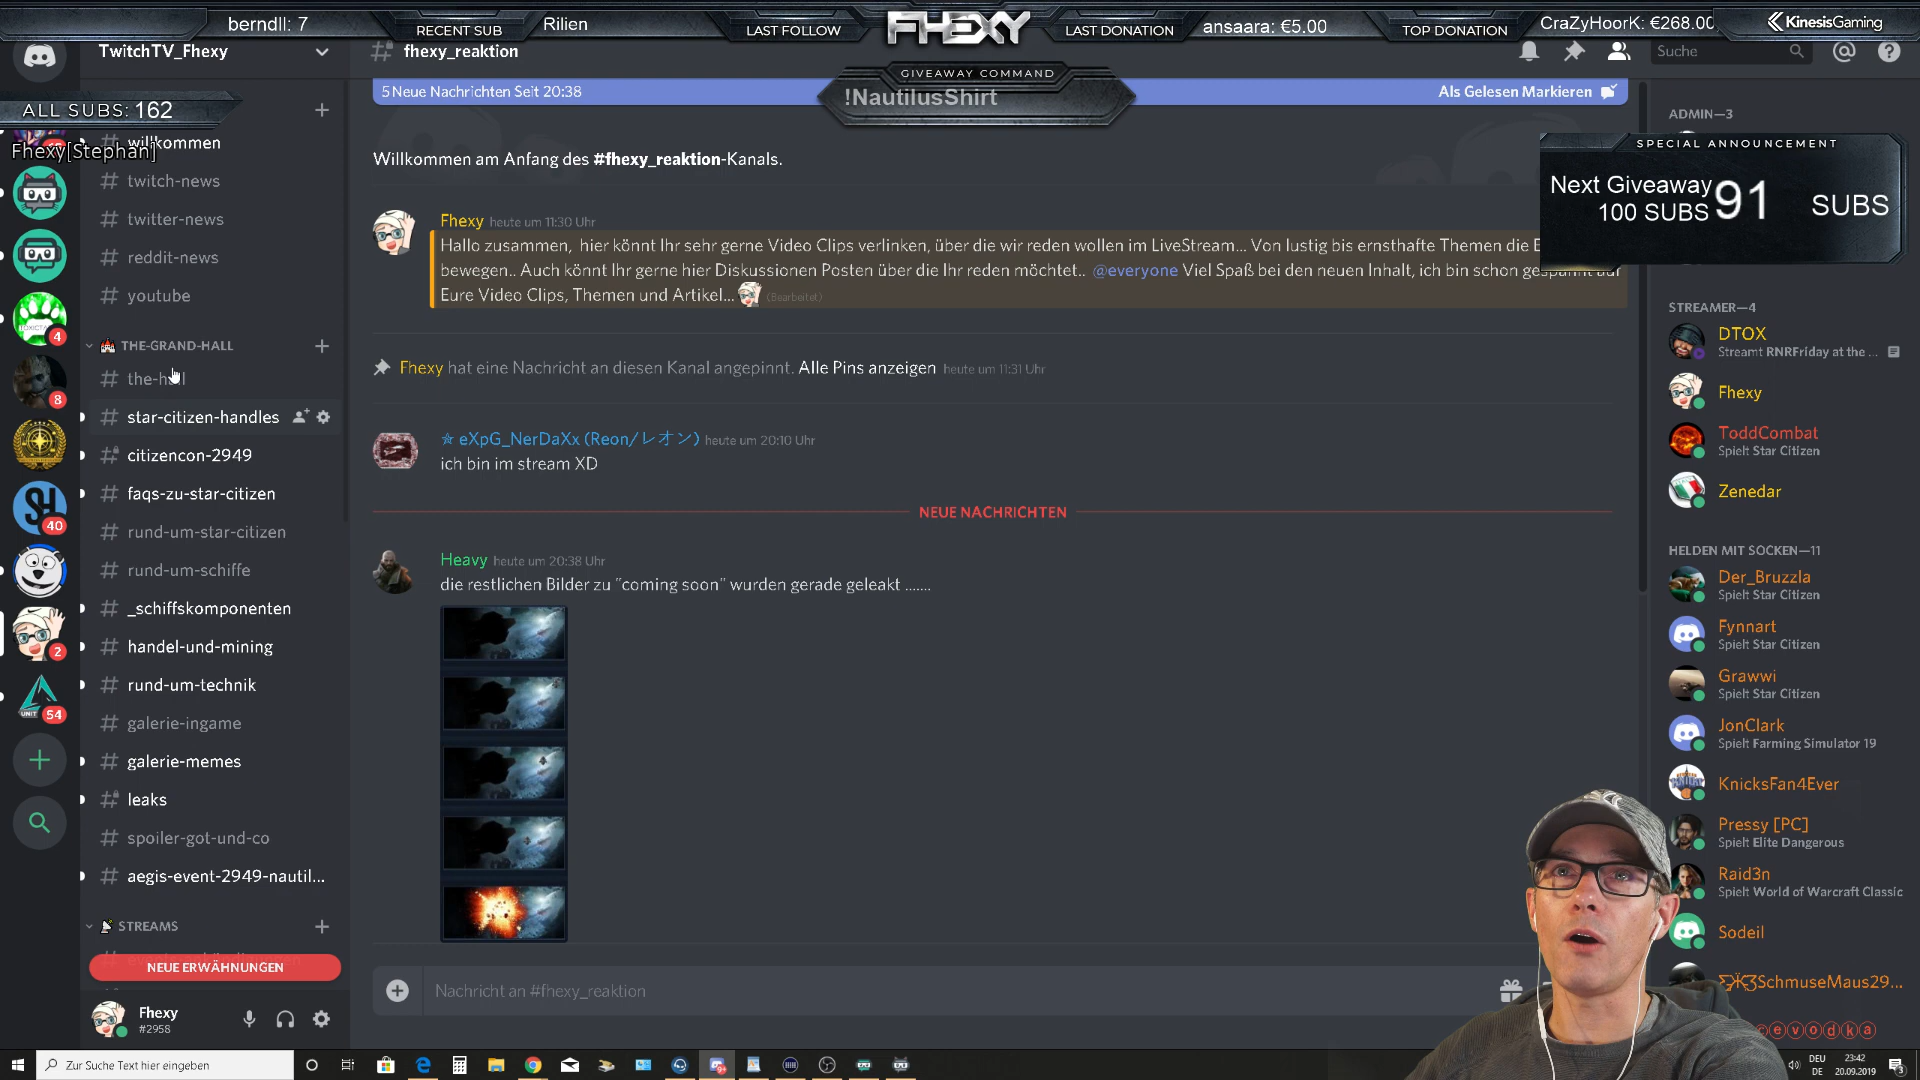 berndll: 7
RECENT SUB
Rilien
LAST FOLLOW
FHEXY
LAST DONATION
ansaara: €5.00
TOP DONATION
CraZyHoorK: €268.00
KinesisGaming
TwitchTV_Fhexy
fhexy_reaktion
Suche
GIVEAWAY COMMAND
!NautilusShirt
5 Neue Nachrichten Seit 20:38
Als Gelesen Markieren
ALL SUBS: 162
Fhexy[Stephan]
willkommen
twitch-news
twitter-news
reddit-news
youtube
THE-GRAND-HALL
star-citizen-handles
citizencon-2949
faqs-zu-star-citizen
rund-um-star-citizen
rund-um-schiffe
_schiffskomponenten
handel-und-mining
rund-um-technik
galerie-ingame
galerie-memes
leaks
spoiler-got-und-co
aegis-event-2949-nautil...
STREAMS
NEUE ERWÄHNUNGEN
Fhexy
#2958
4
8
40
2
UNIT
54
Willkommen am Anfang des #fhexy_reaktion-Kanals.
Fhexy heute um 11:30 Uhr
Hallo zusammen, hier könnt Ihr sehr gerne Video Clips verlinken, über die wir reden wollen im LiveStream... Von lustig bis ernsthafte Themen die
bewegen.. Auch könnt Ihr gerne hier Diskussionen Posten über die Ihr reden möchtet.. @everyone Viel Spaß bei den neuen Inhalt, ich bin schon gespannt auf
Eure Video Clips, Themen und Artikel... (Bearbeitet)
Fhexy hat eine Nachricht an diesen Kanal angepinnt. Alle Pins anzeigen heute um 11:31 Uhr
eXpG_NerDaXx (Reon/レオン) heute um 20:10 Uhr
ich bin im stream XD
NEUE NACHRICHTEN
Heavy heute um 20:38 Uhr
die restlichen Bilder zu "coming soon" wurden gerade geleakt .......
Nachricht an #fhexy_reaktion
ADMIN—3
SPECIAL ANNOUNCEMENT
Next Giveaway
100 SUBS
91
SUBS
STREAMER—4
DTOX
Streamt RNRFriday at the ...
Fhexy
ToddCombat
Spielt Star Citizen
Zenedar
HELDEN MIT SOCKEN—11
Der_Bruzzla
Spielt Star Citizen
Fynnart
Spielt Star Citizen
Grawwi
Spielt Star Citizen
JonClark
Spielt Farming Simulator 19
KnicksFan4Ever
Pressy [PC]
Spielt Elite Dangerous
Raid3n
Spielt World of Warcraft Classic
Sodeil
SchmuseMaus29...
ⓔⓥⓞⓓⓚⓐ
Zur Suche Text hier eingeben
DEU
DE
23:42
20.09.2019